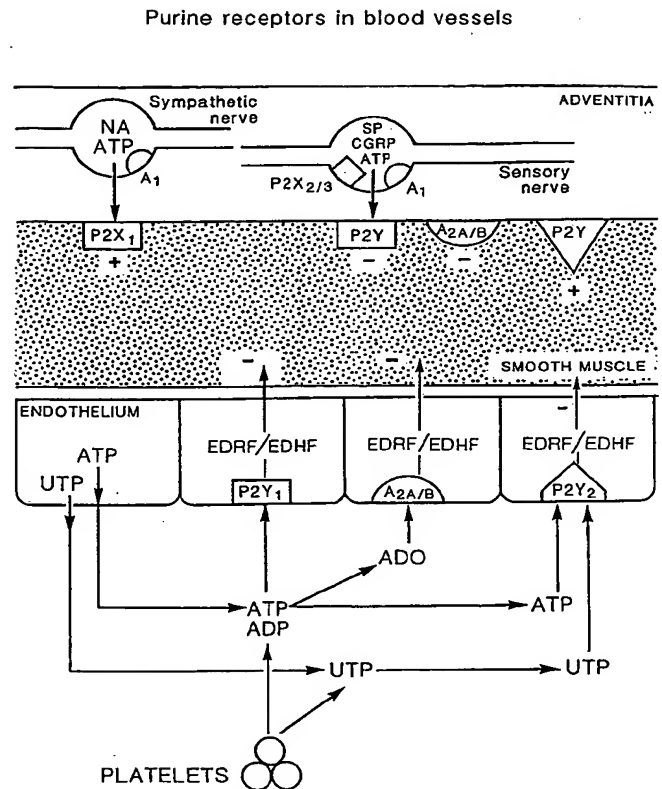 Purine receptors in blood vessels
Sympathetic
nerve
ADVENTITIA
NA
ATP
A1
SP
CGRP
ATP
P2X2/3
A1
Sensory
nerve
P2X1
+
P2Y
−
A2A/B
−
P2Y
+
−
−
SMOOTH MUSCLE
−
ENDOTHELIUM
ATP
UTP
EDRF/EDHF
P2Y1
EDRF/EDHF
A2A/B
EDRF/EDHF
P2Y2
ADO
ATP
ADP
ATP
UTP
UTP
PLATELETS